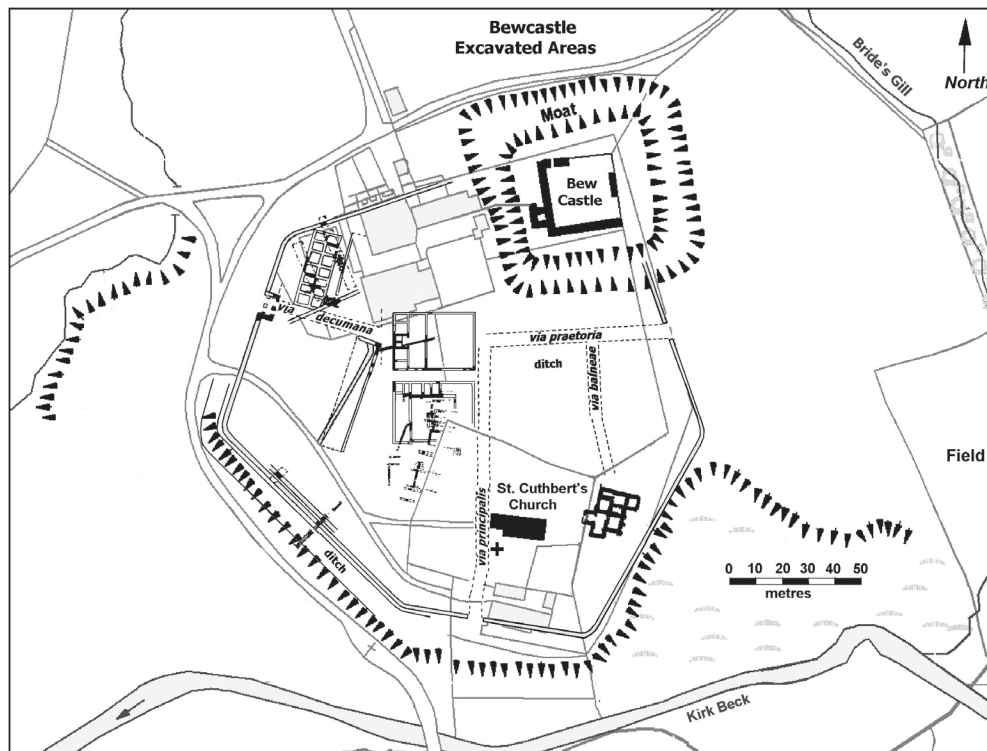 Bewcastle
Excavated Areas
Bride's Gill
North
Moat
Bew
Castle
via decumana
via praetoria
ditch
via balneae
Field
St. Cuthbert's
Church
via principalis
ditch
0 10 20 30 40 50
metres
Kirk Beck